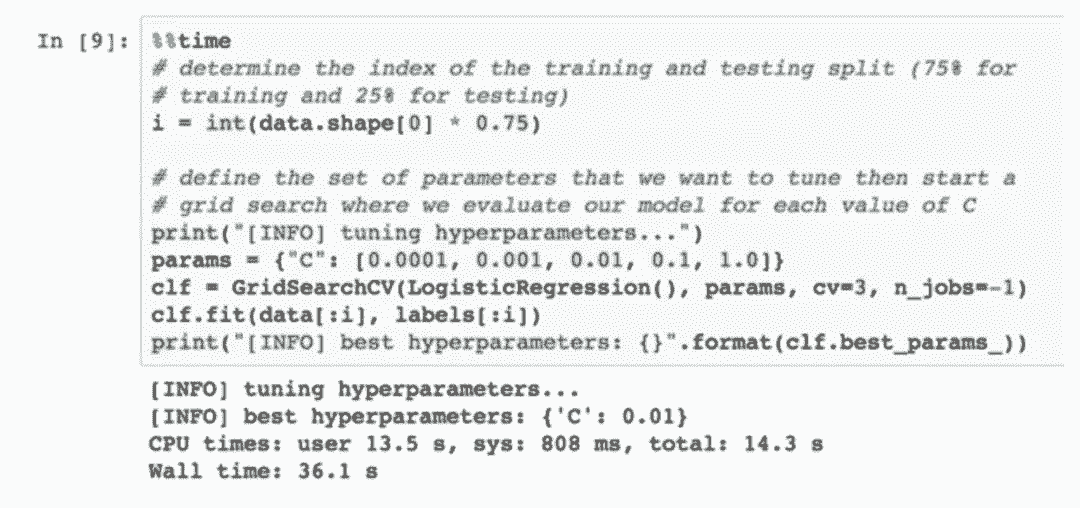 In [9]: %%time
# determine the index of the training and testing split (75% for
# training and 25% for testing)
i = int(data.shape[0] * 0.75)
# define the set of parameters that we want to tune then start a
# grid search where we evaluate our model for each value of C
print("[INFO] tuning hyperparameters...")
params = {"C": [0.0001, 0.001, 0.01, 0.1, 1.0]}
clf = GridSearchCV(LogisticRegression(), params, cv=3, n_jobs=-1)
clf.fit(data[:i], labels[:i])
print("[INFO] best hyperparameters: {}".format(clf.best_params_))
[INFO] tuning hyperparameters...
[INFO] best hyperparameters: {'C': 0.01}
CPU times: user 13.5 s, sys: 808 ms, total: 14.3 s
Wall time: 36.1 s